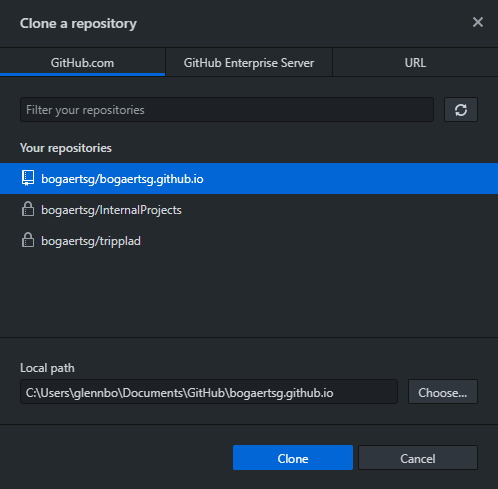 Clone a repository
GitHub.com GitHub Enterprise Server URL
Filter your repositories
Your repositories
bogaertsg/bogaertsg.github.io
bogaertsg/InternalProjects
bogaertsg/tripplad
Local path
C:\Users\glennbo\Documents\GitHub\bogaertsg.github.io Choose...
Clone Cancel